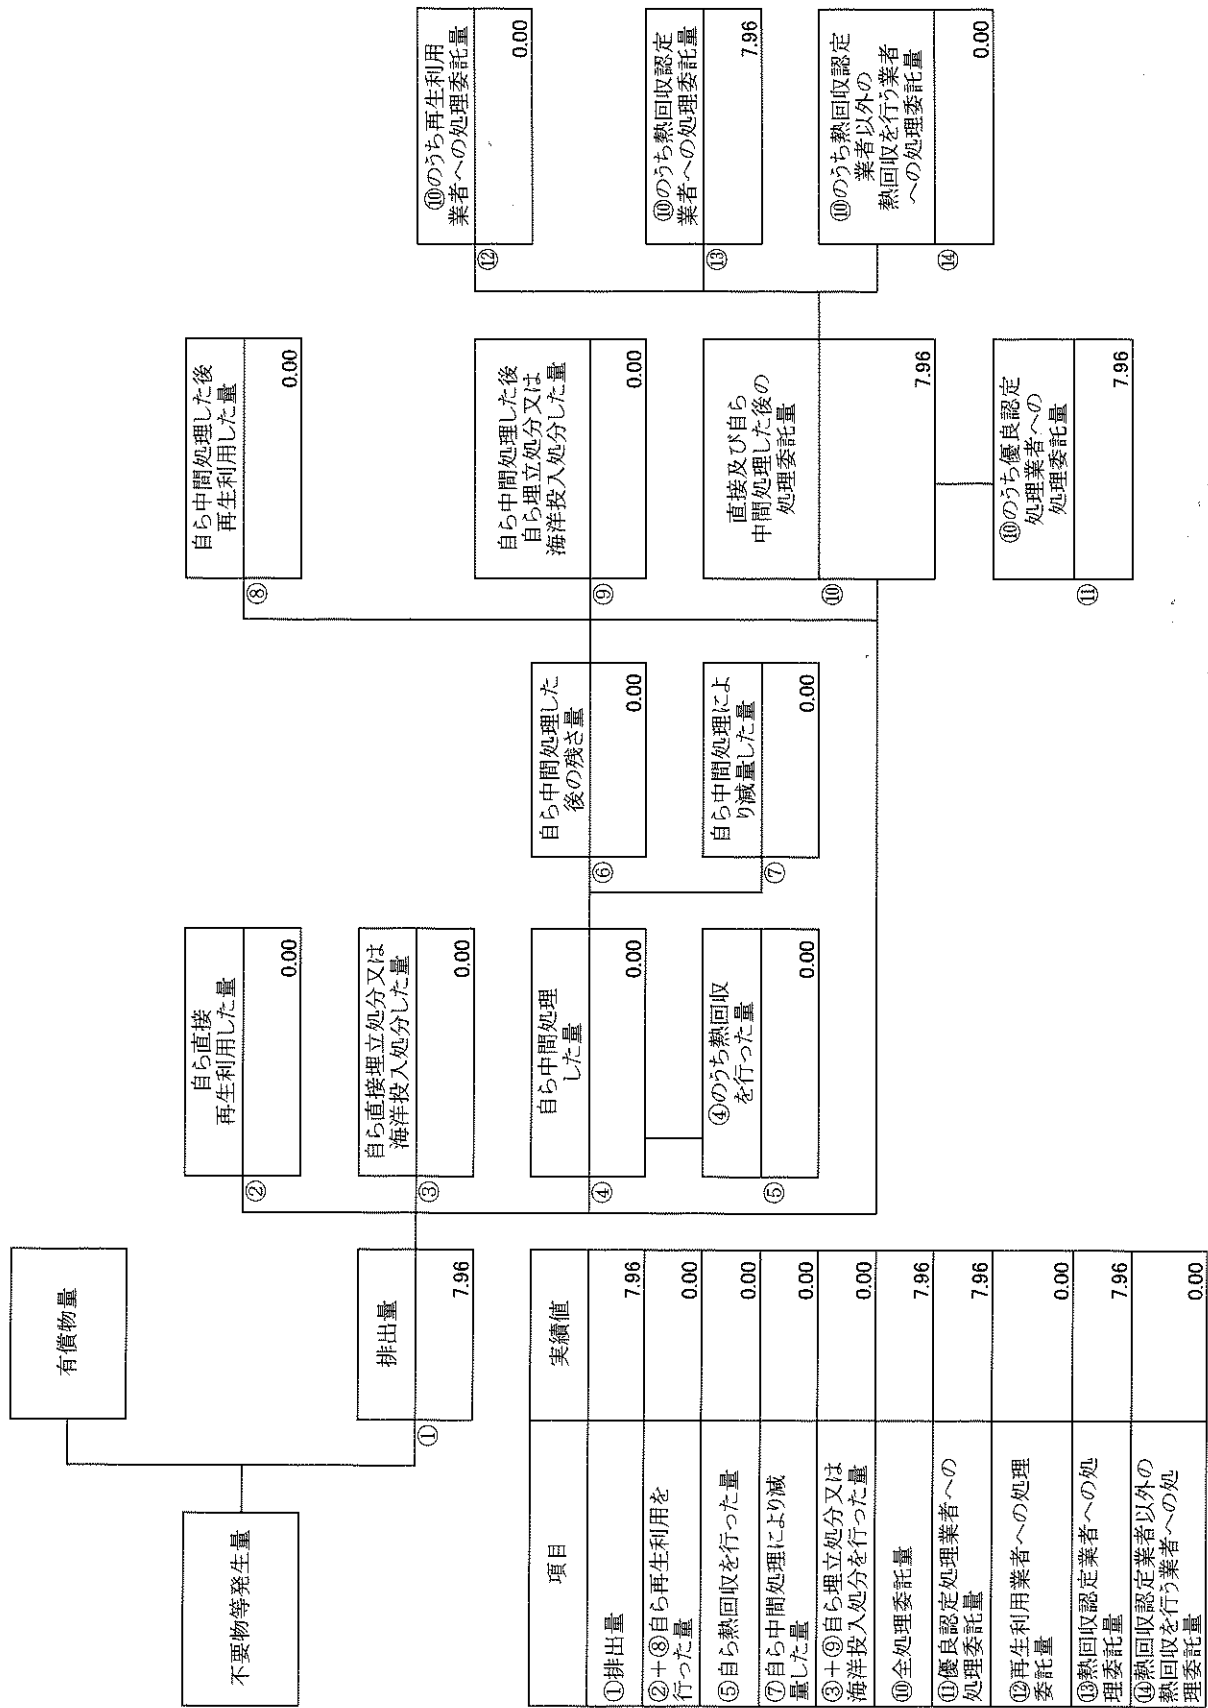 不要物等発生量
有償物量
①
排出量
7.96
②
自ら直接
再生利用した量
0.00
③
自ら直接埋立処分又は
海洋投入処分した量
0.00
④
自ら中間処理
した量
0.00
⑤
④のうち熱回収
を行った量
0.00
⑥
自ら中間処理した
後の残さ量
0.00
⑦
自ら中間処理によ
り減量した量
0.00
⑧
自ら中間処理した後
再生利用した量
0.00
⑨
自ら中間処理した後
自ら埋立処分又は
海洋投入処分した量
0.00
⑩
直接及び自ら
中間処理した後の
処理委託量
7.96
⑪
⑩のうち優良認定
処理業者への
処理委託量
7.96
⑫
⑩のうち再生利用
業者への処理委託量
0.00
⑬
⑩のうち熱回収認定
業者への処理委託量
7.96
⑭
⑩のうち熱回収認定
業者以外の
熱回収を行う業者
への処理委託量
0.00
項目 実績値
①排出量 7.96
②+⑧自ら再生利用を
行った量 0.00
⑤自ら熱回収を行った量 0.00
⑦自ら中間処理により減
量した量 0.00
③+⑨自ら埋立処分又は
海洋投入処分を行った量 0.00
⑩全処理委託量 7.96
⑪優良認定処理業者への
処理委託量 7.96
⑫再生利用業者への処理
委託量 0.00
⑬熱回収認定業者への処
理委託量 7.96
⑭熱回収認定業者以外の
熱回収を行う業者への処
理委託量 0.00